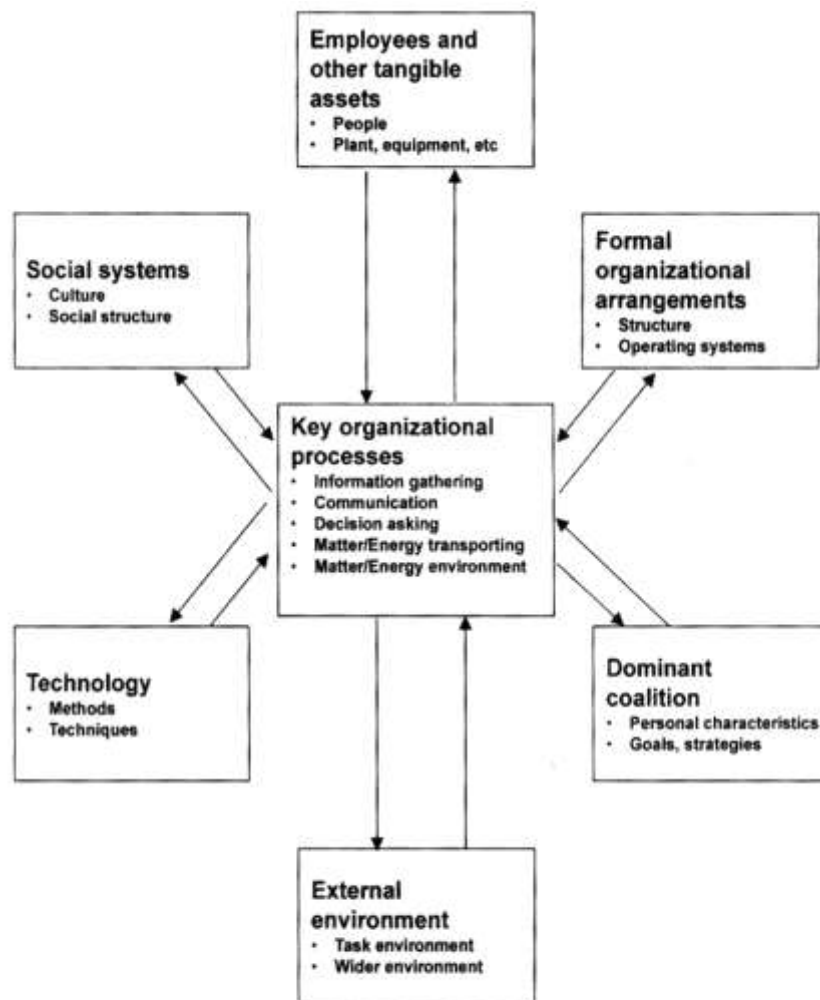 Employees and
other tangible
assets
• People
• Plant, equipment, etc
Social systems
• Culture
• Social structure
Formal
organizational
arrangements
• Structure
• Operating systems
Key organizational
processes
• Information gathering
• Communication
• Decision asking
• Matter/Energy transporting
• Matter/Energy environment
Technology
• Methods
• Techniques
Dominant
coalition
• Personal characteristics
• Goals, strategies
External
environment
• Task environment
• Wider environment